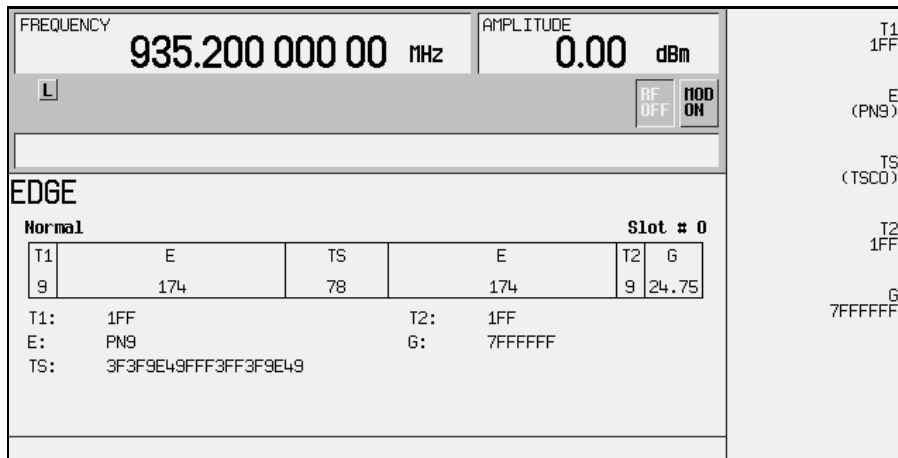 FREQUENCY
935.200 000 00 MHz
AMPLITUDE
0.00 dBm
L
RF OFF
MOD ON
EDGE
Normal
Slot # 0
T1 E TS E T2 G
9 174 78 174 9 24.75
T1: 1FF T2: 1FF
E: PN9 G: 7FFFFFF
TS: 3F3F9E49FFF3FF3F9E49
T1
1FF
E
(PN9)
TS
(TSC0)
T2
1FF
G
7FFFFFF